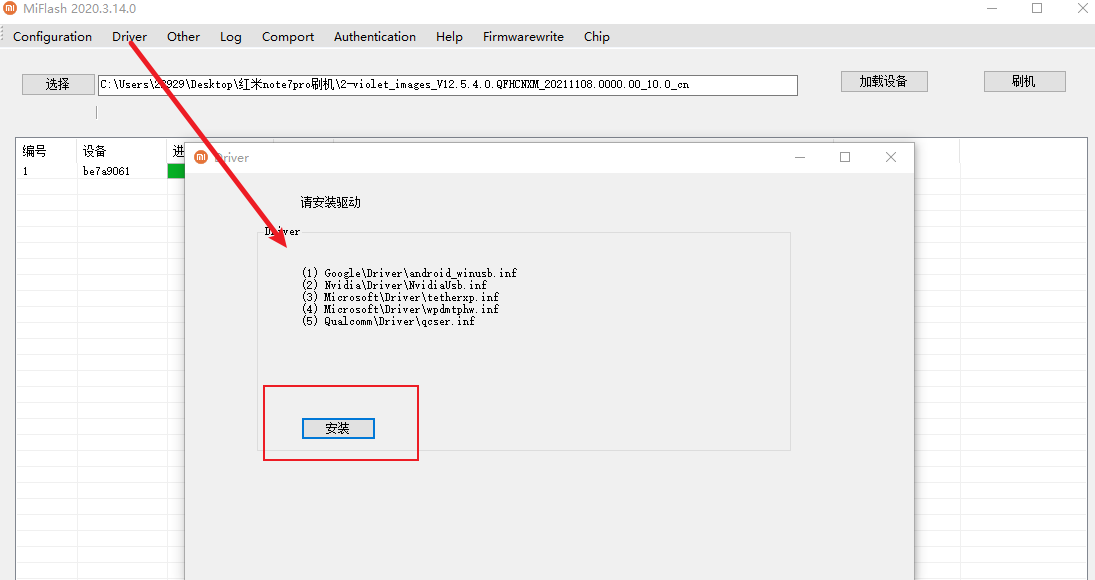 MiFlash 2020.3.14.0
Configuration Driver Other Log Comport Authentication Help Firmwarewrite Chip
选择 C:\Users\22929\Desktop\红米note7pro刷机\2-violet_images_V12.5.4.0.QFHCNXM_20211108.0000.00_10.0_cn 加载设备 刷机
编号 设备 进
1 be7a9061
Driver
请安装驱动
Driver
(1) Google\Driver\android_winusb.inf
(2) Nvidia\Driver\NvidiaUsb.inf
(3) Microsoft\Driver\tetherxp.inf
(4) Microsoft\Driver\wpdmtphw.inf
(5) Qualcomm\Driver\qcser.inf
安装